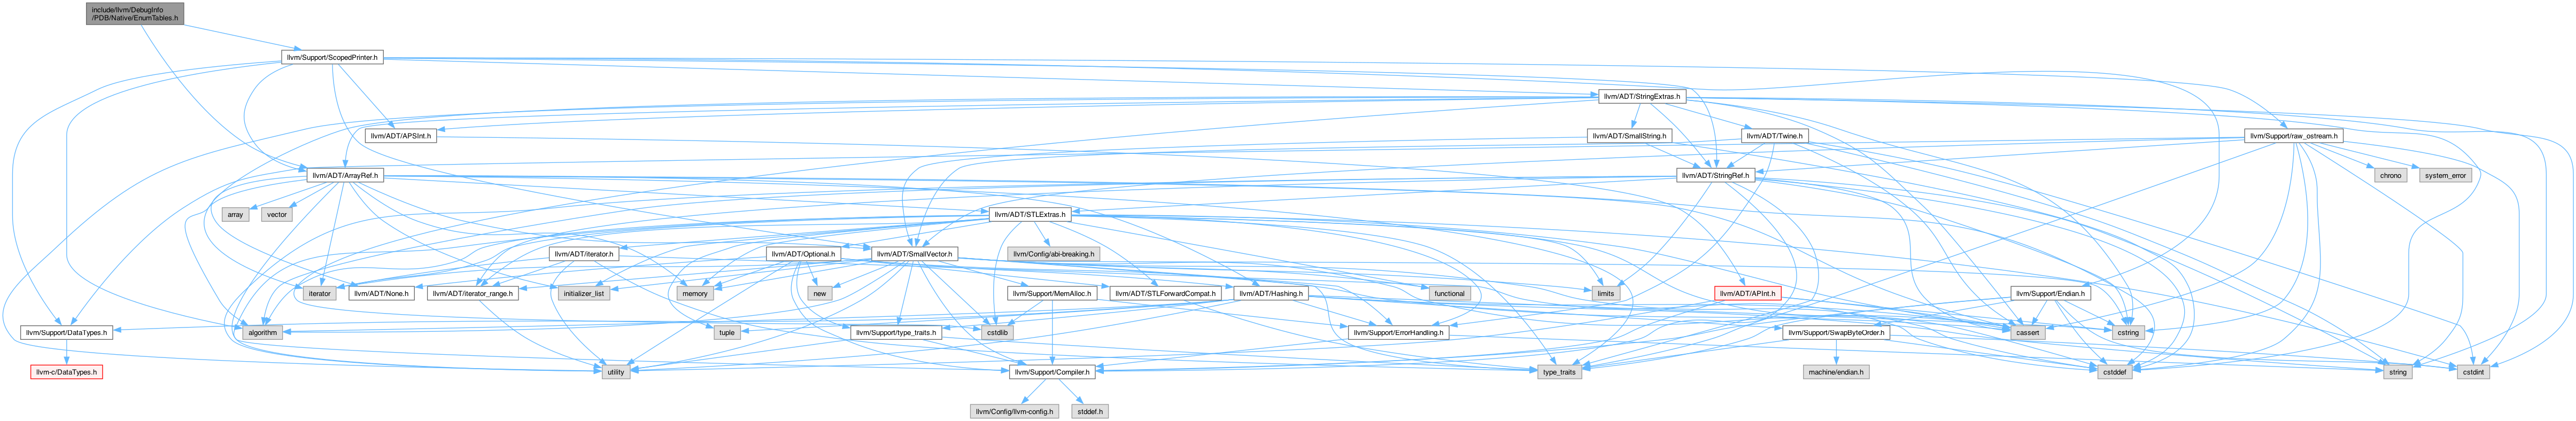 include/llvm/DebugInfo
/PDB/Native/EnumTables.h
llvm/Support/ScopedPrinter.h
llvm/ADT/StringExtras.h
llvm/ADT/APSInt.h
llvm/ADT/SmallString.h
llvm/ADT/Twine.h
llvm/Support/raw_ostream.h
llvm/ADT/ArrayRef.h
llvm/ADT/StringRef.h
chrono
system_error
array
vector
llvm/ADT/STLExtras.h
llvm/ADT/iterator.h
llvm/ADT/Optional.h
llvm/ADT/SmallVector.h
llvm/Config/abi-breaking.h
iterator
llvm/ADT/None.h
llvm/ADT/iterator_range.h
initializer_list
memory
new
llvm/Support/MemAlloc.h
llvm/ADT/STLForwardCompat.h
llvm/ADT/Hashing.h
functional
limits
llvm/ADT/APInt.h
llvm/Support/Endian.h
llvm/Support/DataTypes.h
algorithm
tuple
llvm/Support/type_traits.h
cstdlib
llvm/Support/ErrorHandling.h
llvm/Support/SwapByteOrder.h
cassert
cstring
llvm-c/DataTypes.h
utility
llvm/Support/Compiler.h
type_traits
machine/endian.h
cstddef
string
cstdint
llvm/Config/llvm-config.h
stddef.h